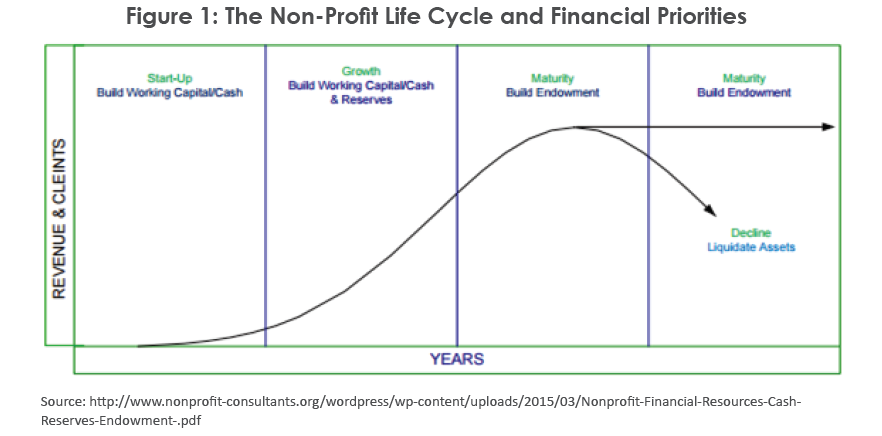 Figure 1: The Non-Profit Life Cycle and Financial Priorities
Start-Up
Build Working Capital/Cash
Growth
Build Working Capital/Cash
& Reserves
Maturity
Build Endowment
Maturity
Build Endowment
Decline
Liquidate Assets
REVENUE & CLEINTS
YEARS
Source: http://www.nonprofit-consultants.org/wordpress/wp-content/uploads/2015/03/Nonprofit-Financial-Resources-Cash-
Reserves-Endowment-.pdf